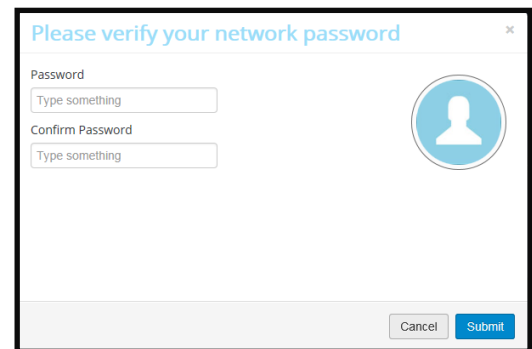 Please verify your network password
×
Password
Type something
Confirm Password
Type something
Cancel Submit